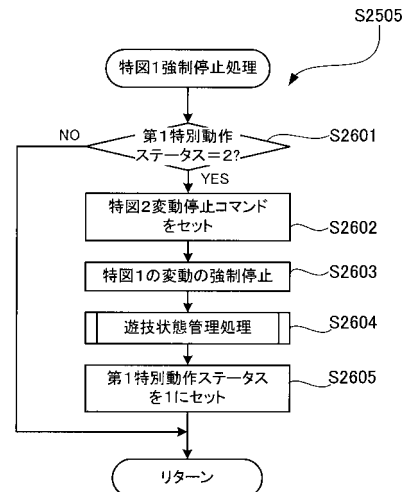 S2505
特図1強制停止処理
第1特別動作
ステータス=2?
S2601
NO
YES
特図2変動停止コマンド
をセット
S2602
特図1の変動の強制停止
S2603
遊技状態管理処理
S2604
第1特別動作ステータス
を1にセット
S2605
リターン